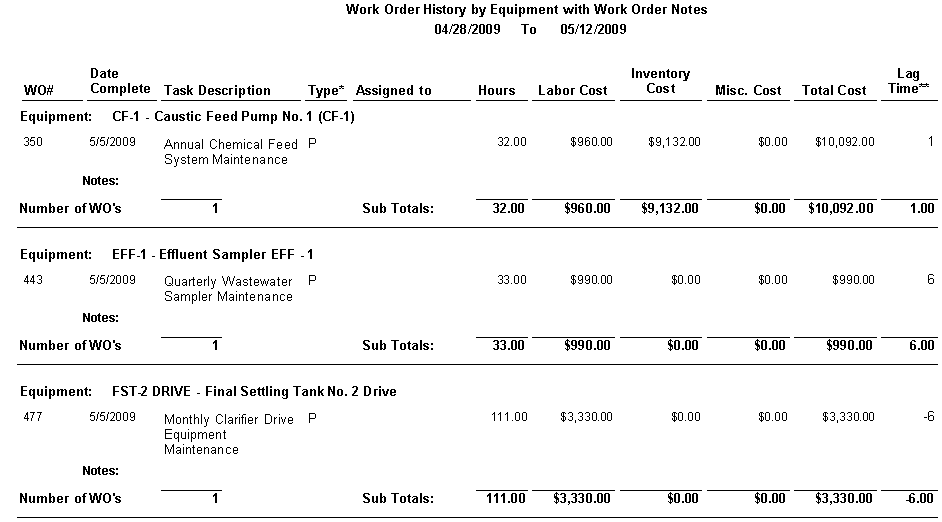 Work Order History by Equipment with Work Order Notes
04/28/2009 To 05/12/2009
WO# Date Complete Task Description Type* Assigned to Hours Labor Cost Inventory Cost Misc. Cost Total Cost Lag Time**
Equipment: CF-1 - Caustic Feed Pump No. 1 (CF-1)
350 5/5/2009 Annual Chemical Feed P 32.00 $960.00 $9,132.00 $0.00 $10,092.00 1
System Maintenance
Notes:
Number of WO's 1 Sub Totals: 32.00 $960.00 $9,132.00 $0.00 $10,092.00 1.00
Equipment: EFF-1 - Effluent Sampler EFF - 1
443 5/5/2009 Quarterly Wastewater P 33.00 $990.00 $0.00 $0.00 $990.00 6
Sampler Maintenance
Notes:
Number of WO's 1 Sub Totals: 33.00 $990.00 $0.00 $0.00 $990.00 6.00
Equipment: FST-2 DRIVE - Final Settling Tank No. 2 Drive
477 5/5/2009 Monthly Clarifier Drive P 111.00 $3,330.00 $0.00 $0.00 $3,330.00 -6
Equipment
Maintenance
Notes:
Number of WO's 1 Sub Totals: 111.00 $3,330.00 $0.00 $0.00 $3,330.00 -6.00